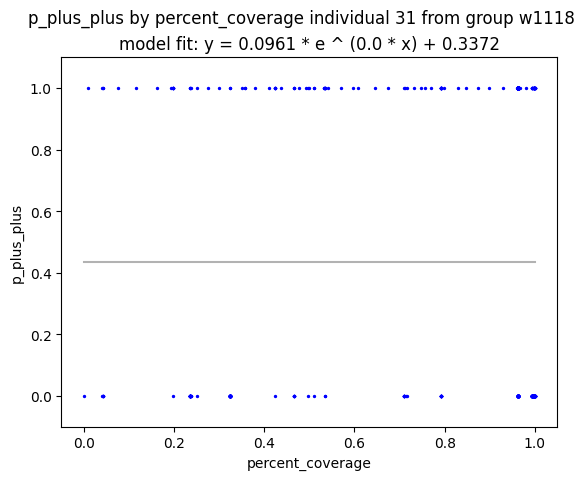 p_plus_plus by percent_coverage individual 31 from group w1118
model fit: y = 0.0961 * e ^ (0.0 * x) + 0.3372
1.0
0.8
0.6
0.4
0.2
0.0
p_plus_plus
0.0 0.2 0.4 0.6 0.8 1.0
percent_coverage